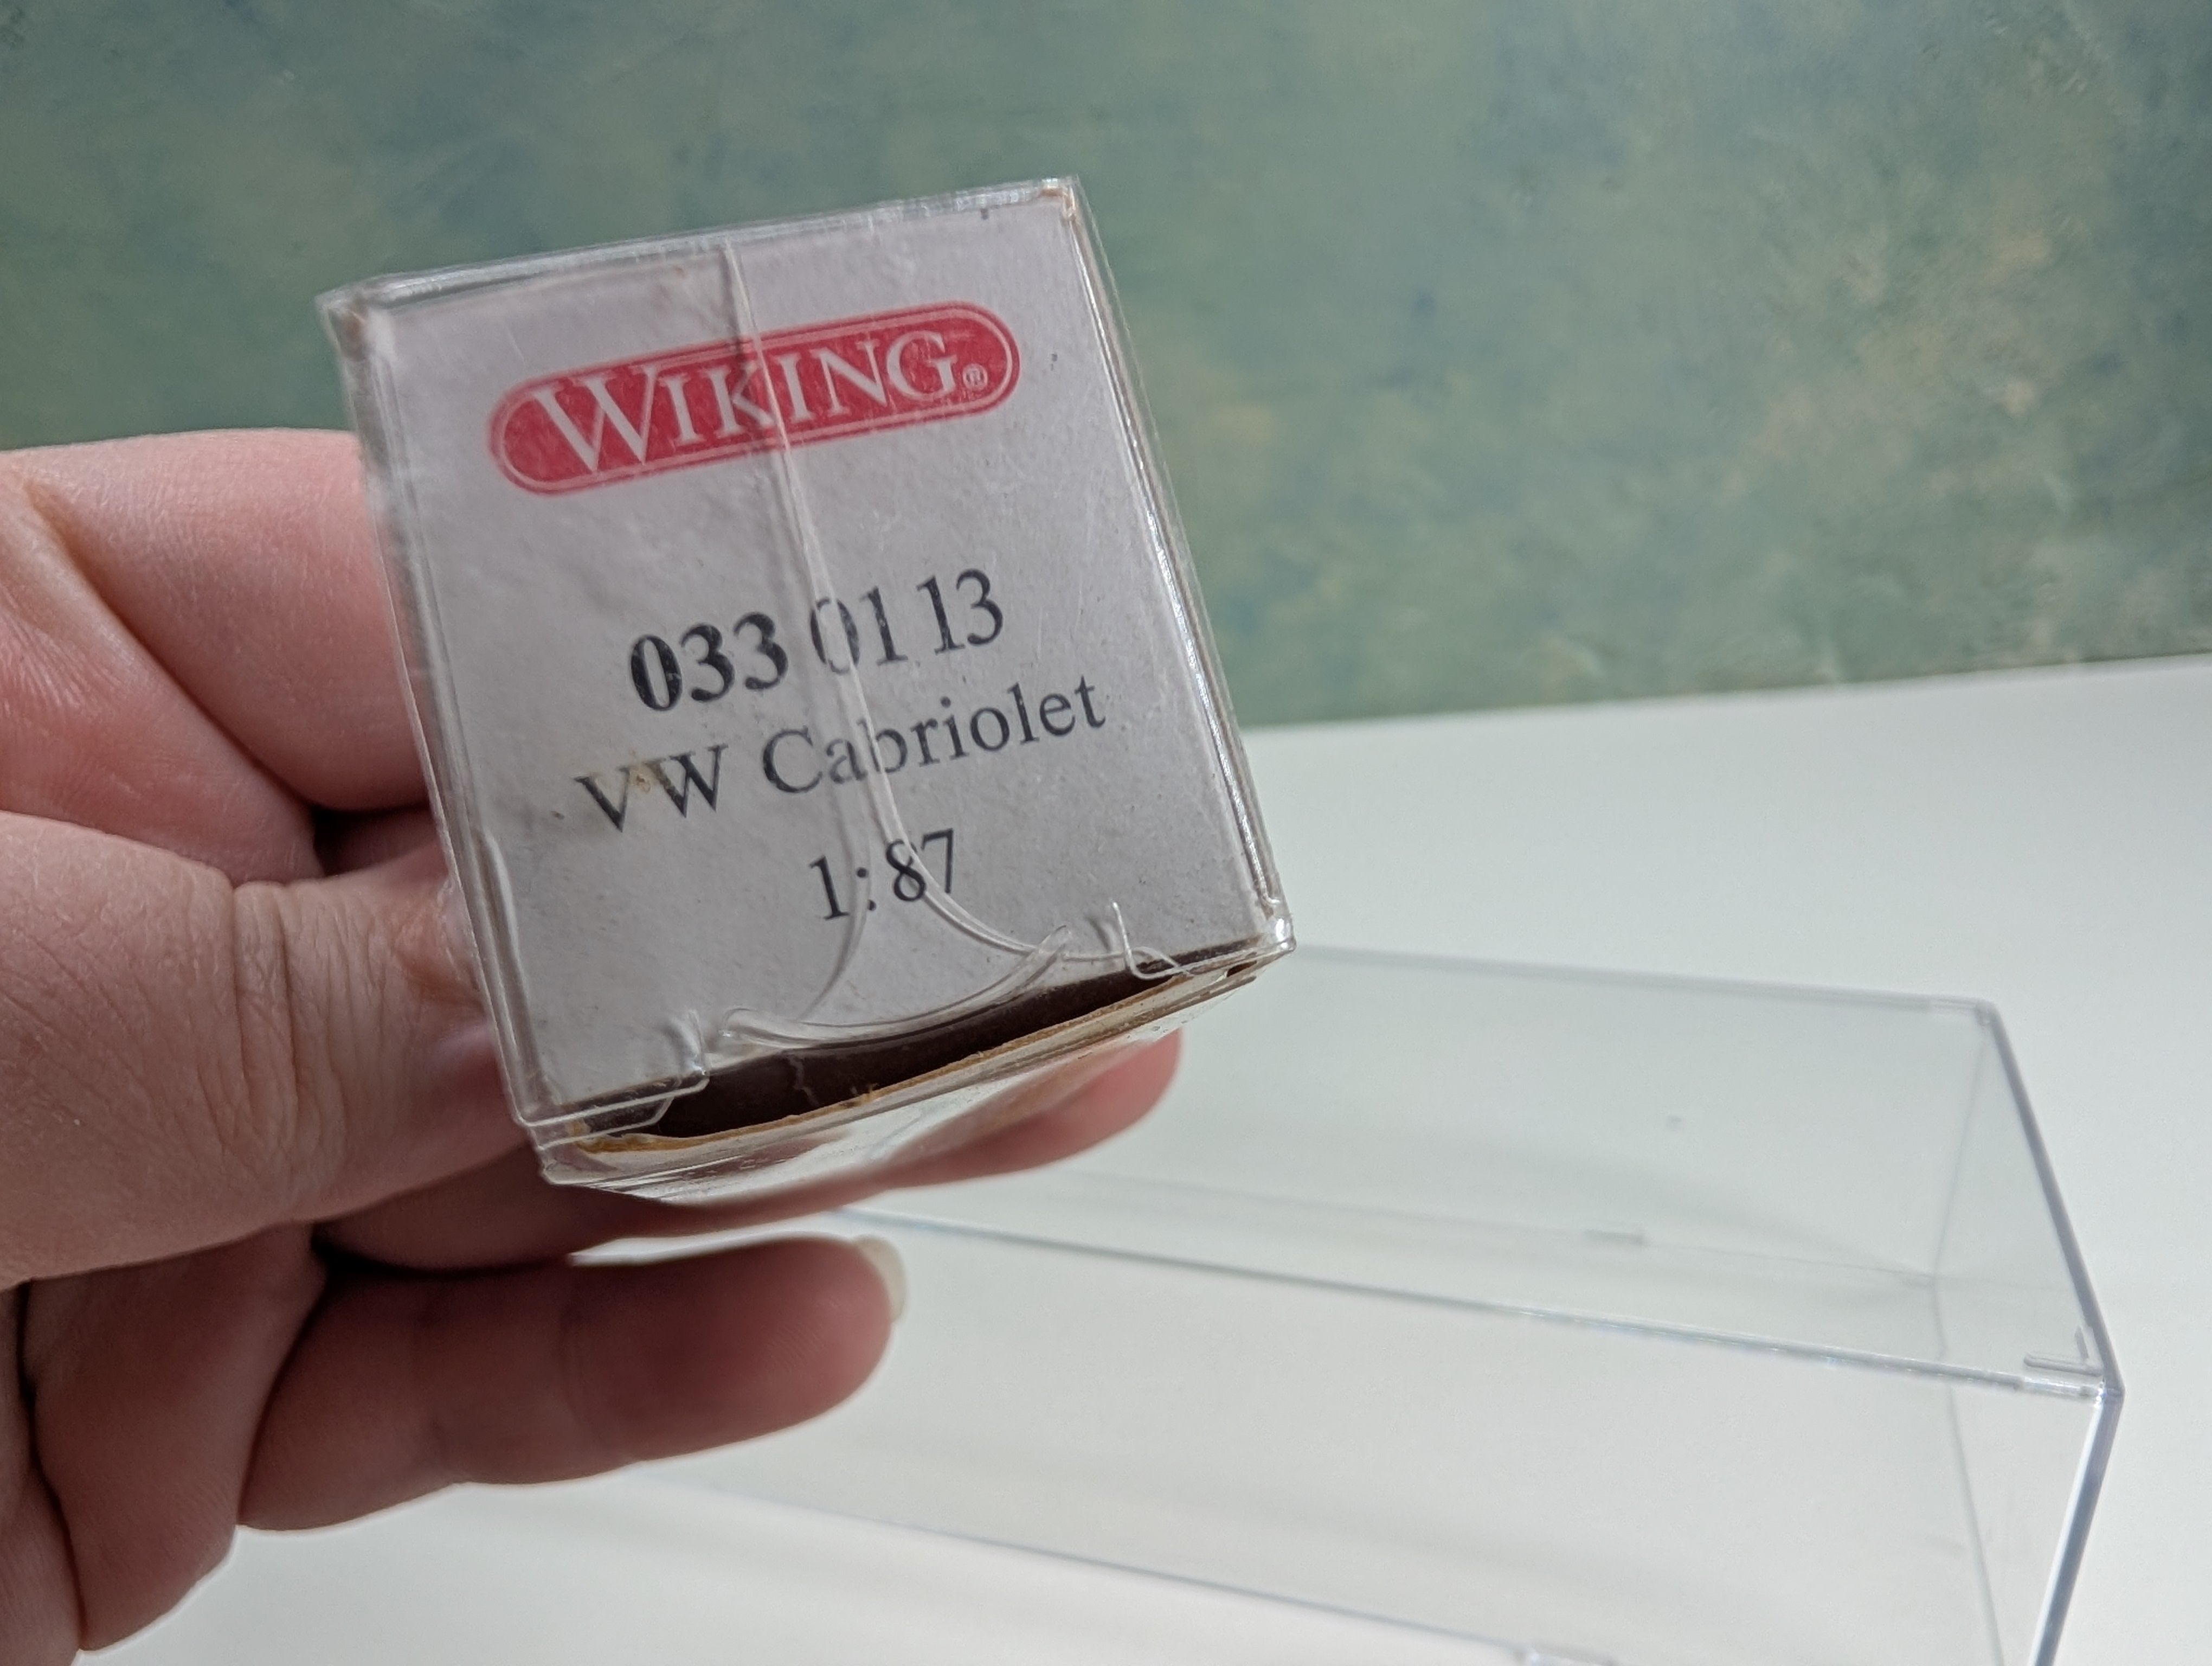 WIKING®
033 01 13
VW Cabriolet
1:87